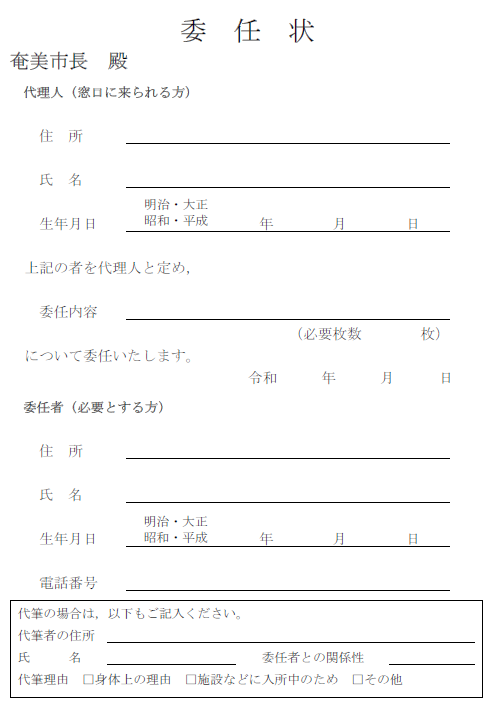 委 任 状
奄美市長 殿
代理人（窓口に来られる方）
住 所
氏 名
明治・大正
生年月日 昭和・平成 年 月 日
上記の者を代理人と定め，
委任内容
（必要枚数 枚）
について委任いたします。
令和 年 月 日
委任者（必要とする方）
住 所
氏 名
明治・大正
生年月日 昭和・平成 年 月 日
電話番号
代筆の場合は，以下もご記入ください。
代筆者の住所
氏 名 委任者との関係性
代筆理由 □身体上の理由 □施設などに入所中のため □その他